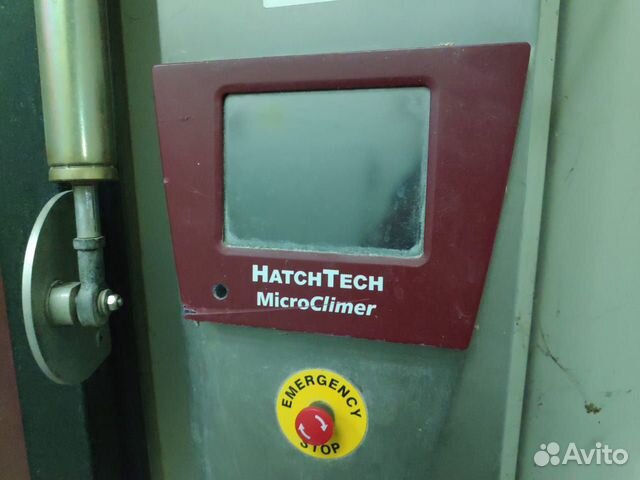 HATCHTECH
MicroClimer
EMERGENCY
STOP
Avito